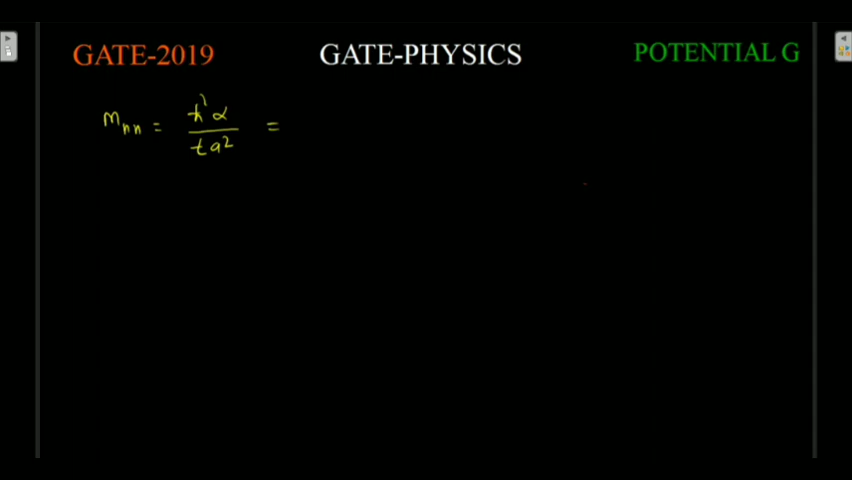 GATE-2019 GATE-PHYSICS POTENTIAL G
m_nn = ħ²α / ta² =